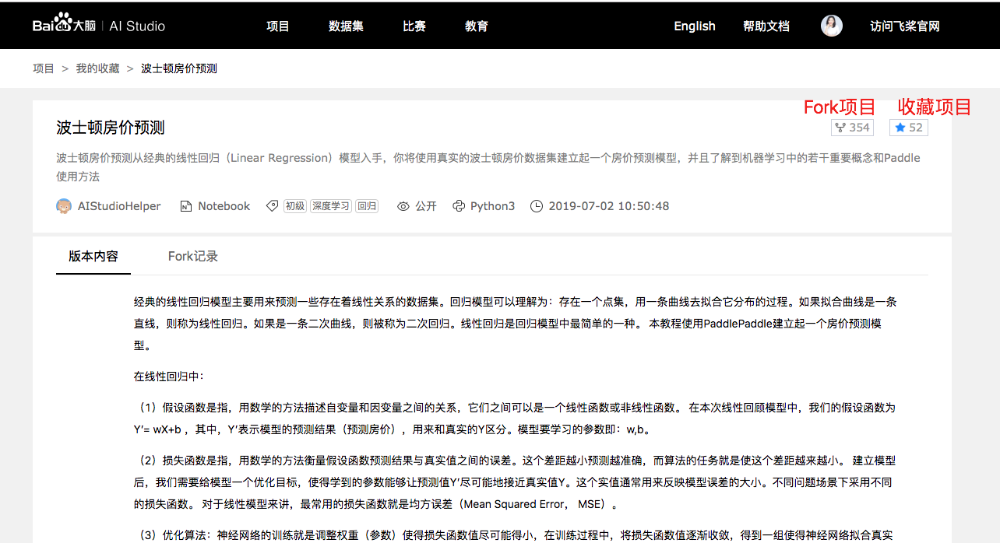 Bai大脑 | AI Studio 项目 数据集 比赛 教育 English 帮助文档 访问飞桨官网
项目 > 我的收藏 > 波士顿房价预测
Fork项目 收藏项目
波士顿房价预测 354 52
波士顿房价预测从经典的线性回归（Linear Regression）模型入手，你将使用真实的波士顿房价数据集建立起一个房价预测模型，并且了解到机器学习中的若干重要概念和Paddle
使用方法
AIStudioHelper Notebook 初级 深度学习 回归 公开 Python3 2019-07-02 10:50:48
版本内容 Fork记录
经典的线性回归模型主要用来预测一些存在着线性关系的数据集。回归模型可以理解为：存在一个点集，用一条曲线去拟合它分布的过程。如果拟合曲线是一条
直线，则称为线性回归。如果是一条二次曲线，则被称为二次回归。线性回归是回归模型中最简单的一种。 本教程使用PaddlePaddle建立起一个房价预测模
型。
在线性回归中：
（1）假设函数是指，用数学的方法描述自变量和因变量之间的关系，它们之间可以是一个线性函数或非线性函数。 在本次线性回顾模型中，我们的假设函数为
Y’= wX+b ，其中，Y’表示模型的预测结果（预测房价），用来和真实的Y区分。模型要学习的参数即：w,b。
（2）损失函数是指，用数学的方法衡量假设函数预测结果与真实值之间的误差。这个差距越小预测越准确，而算法的任务就是使这个差距越来越小。 建立模型
后，我们需要给模型一个优化目标，使得学到的参数能够让预测值Y’尽可能地接近真实值Y。这个实值通常用来反映模型误差的大小。不同问题场景下采用不同
的损失函数。 对于线性模型来讲，最常用的损失函数就是均方误差（Mean Squared Error， MSE）。
（3）优化算法：神经网络的训练就是调整权重（参数）使得损失函数值尽可能得小，在训练过程中，将损失函数值逐渐收敛，得到一组使得神经网络拟合真实